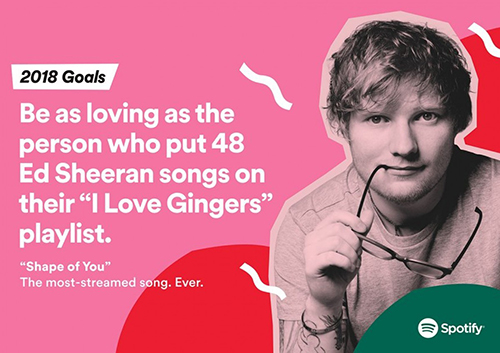 2018 Goals
Be as loving as the
person who put 48
Ed Sheeran songs on
their “I Love Gingers”
playlist.
“Shape of You”
The most-streamed song. Ever.
Spotify